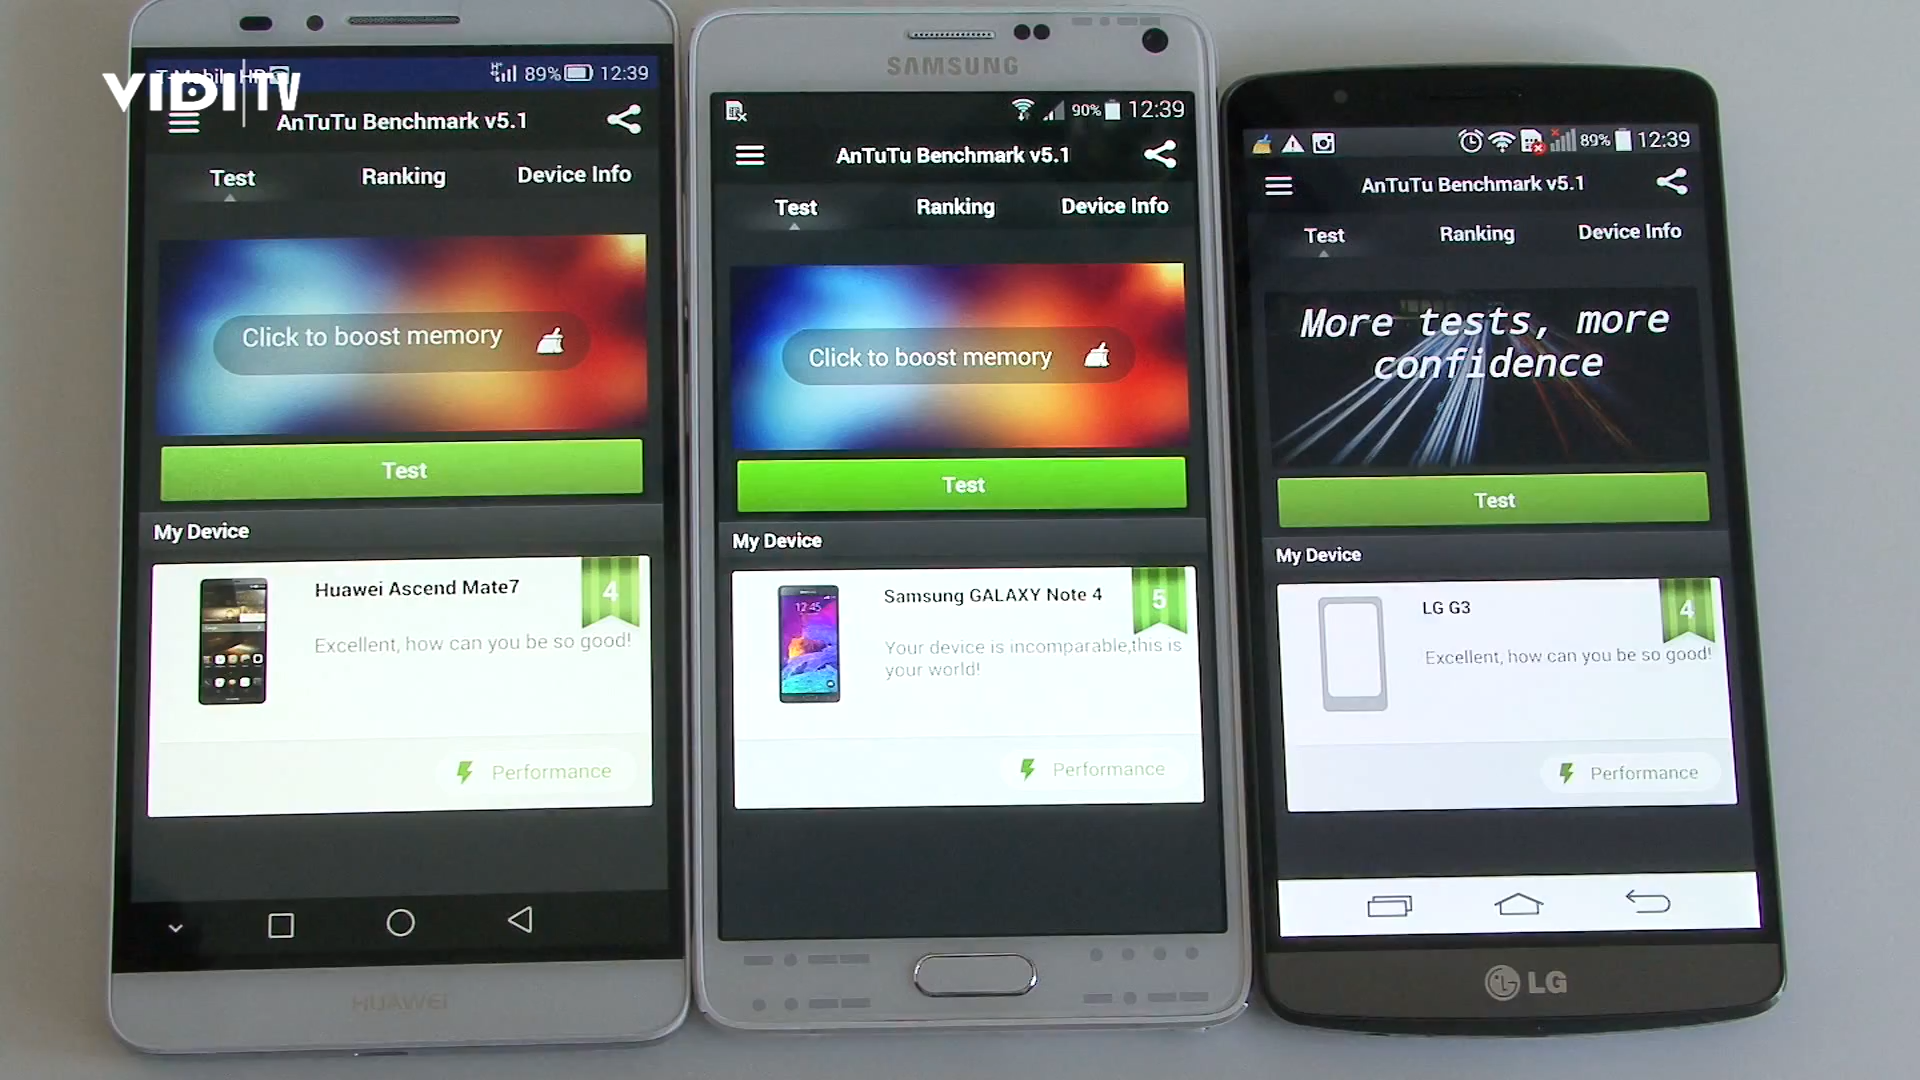 VIDI TV
T-Mobile HR
89% 12:39
AnTuTu Benchmark v5.1
Test Ranking Device Info
Click to boost memory
Test
My Device
Huawei Ascend Mate7
4
Excellent, how can you be so good!
Performance
HUAWEI
SAMSUNG
90% 12:39
AnTuTu Benchmark v5.1
Test Ranking Device Info
Click to boost memory
Test
My Device
Samsung GALAXY Note 4
5
Your device is incomparable,this is
your world!
Performance
89% 12:39
AnTuTu Benchmark v5.1
Test Ranking Device Info
More tests, more
confidence
Test
My Device
LG G3
4
Excellent, how can you be so good!
Performance
LG